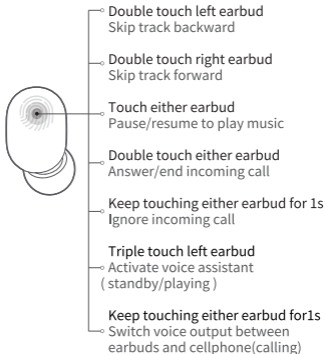 Double touch left earbud
Skip track backward
Double touch right earbud
Skip track forward
Touch either earbud
Pause/resume to play music
Double touch either earbud
Answer/end incoming call
Keep touching either earbud for 1s
Ignore incoming call
Triple touch left earbud
Activate voice assistant
( standby/playing )
Keep touching either earbud for1s
Switch voice output between
earbuds and cellphone(calling)